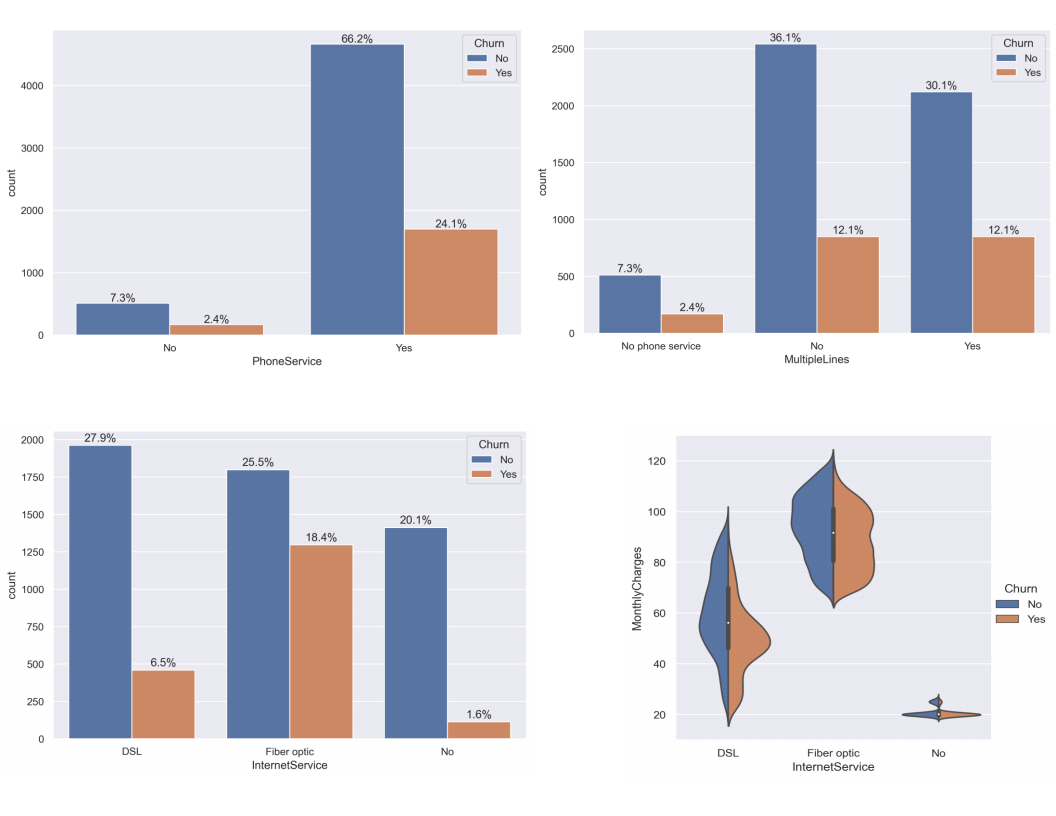 66.2%
Churn
No
Yes
4000
3000
24.1%
2000
1000
7.3%
2.4%
0
count
No Yes
PhoneService
36.1%
Churn
No
Yes
2500
30.1%
2000
1500
12.1% 12.1%
1000
7.3%
500
2.4%
0
count
No phone service No Yes
MultipleLines
27.9%
Churn
No
Yes
2000
25.5%
1750
1500
20.1%
18.4%
1250
1000
750
6.5%
500
250
1.6%
0
count
DSL Fiber optic No
InternetService
120
100
80
60
40
20
MonthlyCharges
Churn
No
Yes
DSL Fiber optic No
InternetService